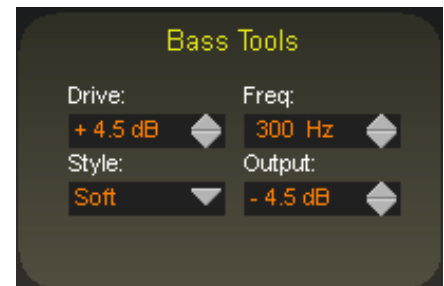 Bass Tools
Drive: Freq:
+ 4.5 dB 300 Hz
Style: Output:
Soft - 4.5 dB